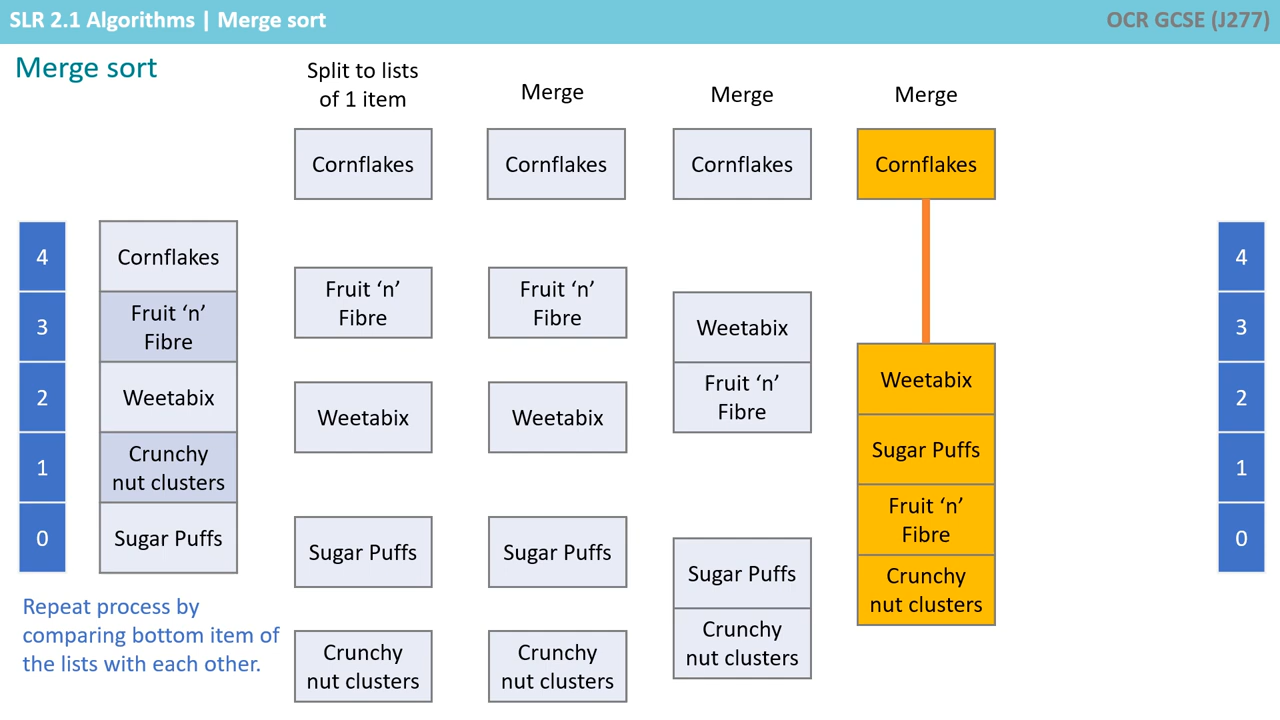 SLR 2.1 Algorithms | Merge sort
OCR GCSE (J277)
Merge sort
4
3
2
1
0
Cornflakes
Fruit ‘n’
Fibre
Weetabix
Crunchy
nut clusters
Sugar Puffs
Repeat process by
comparing bottom item of
the lists with each other.
Split to lists
of 1 item
Cornflakes
Fruit ‘n’
Fibre
Weetabix
Sugar Puffs
Crunchy
nut clusters
Merge
Cornflakes
Fruit ‘n’
Fibre
Weetabix
Sugar Puffs
Crunchy
nut clusters
Merge
Cornflakes
Weetabix
Fruit ‘n’
Fibre
Sugar Puffs
Crunchy
nut clusters
Merge
Cornflakes
Weetabix
Sugar Puffs
Fruit ‘n’
Fibre
Crunchy
nut clusters
4
3
2
1
0